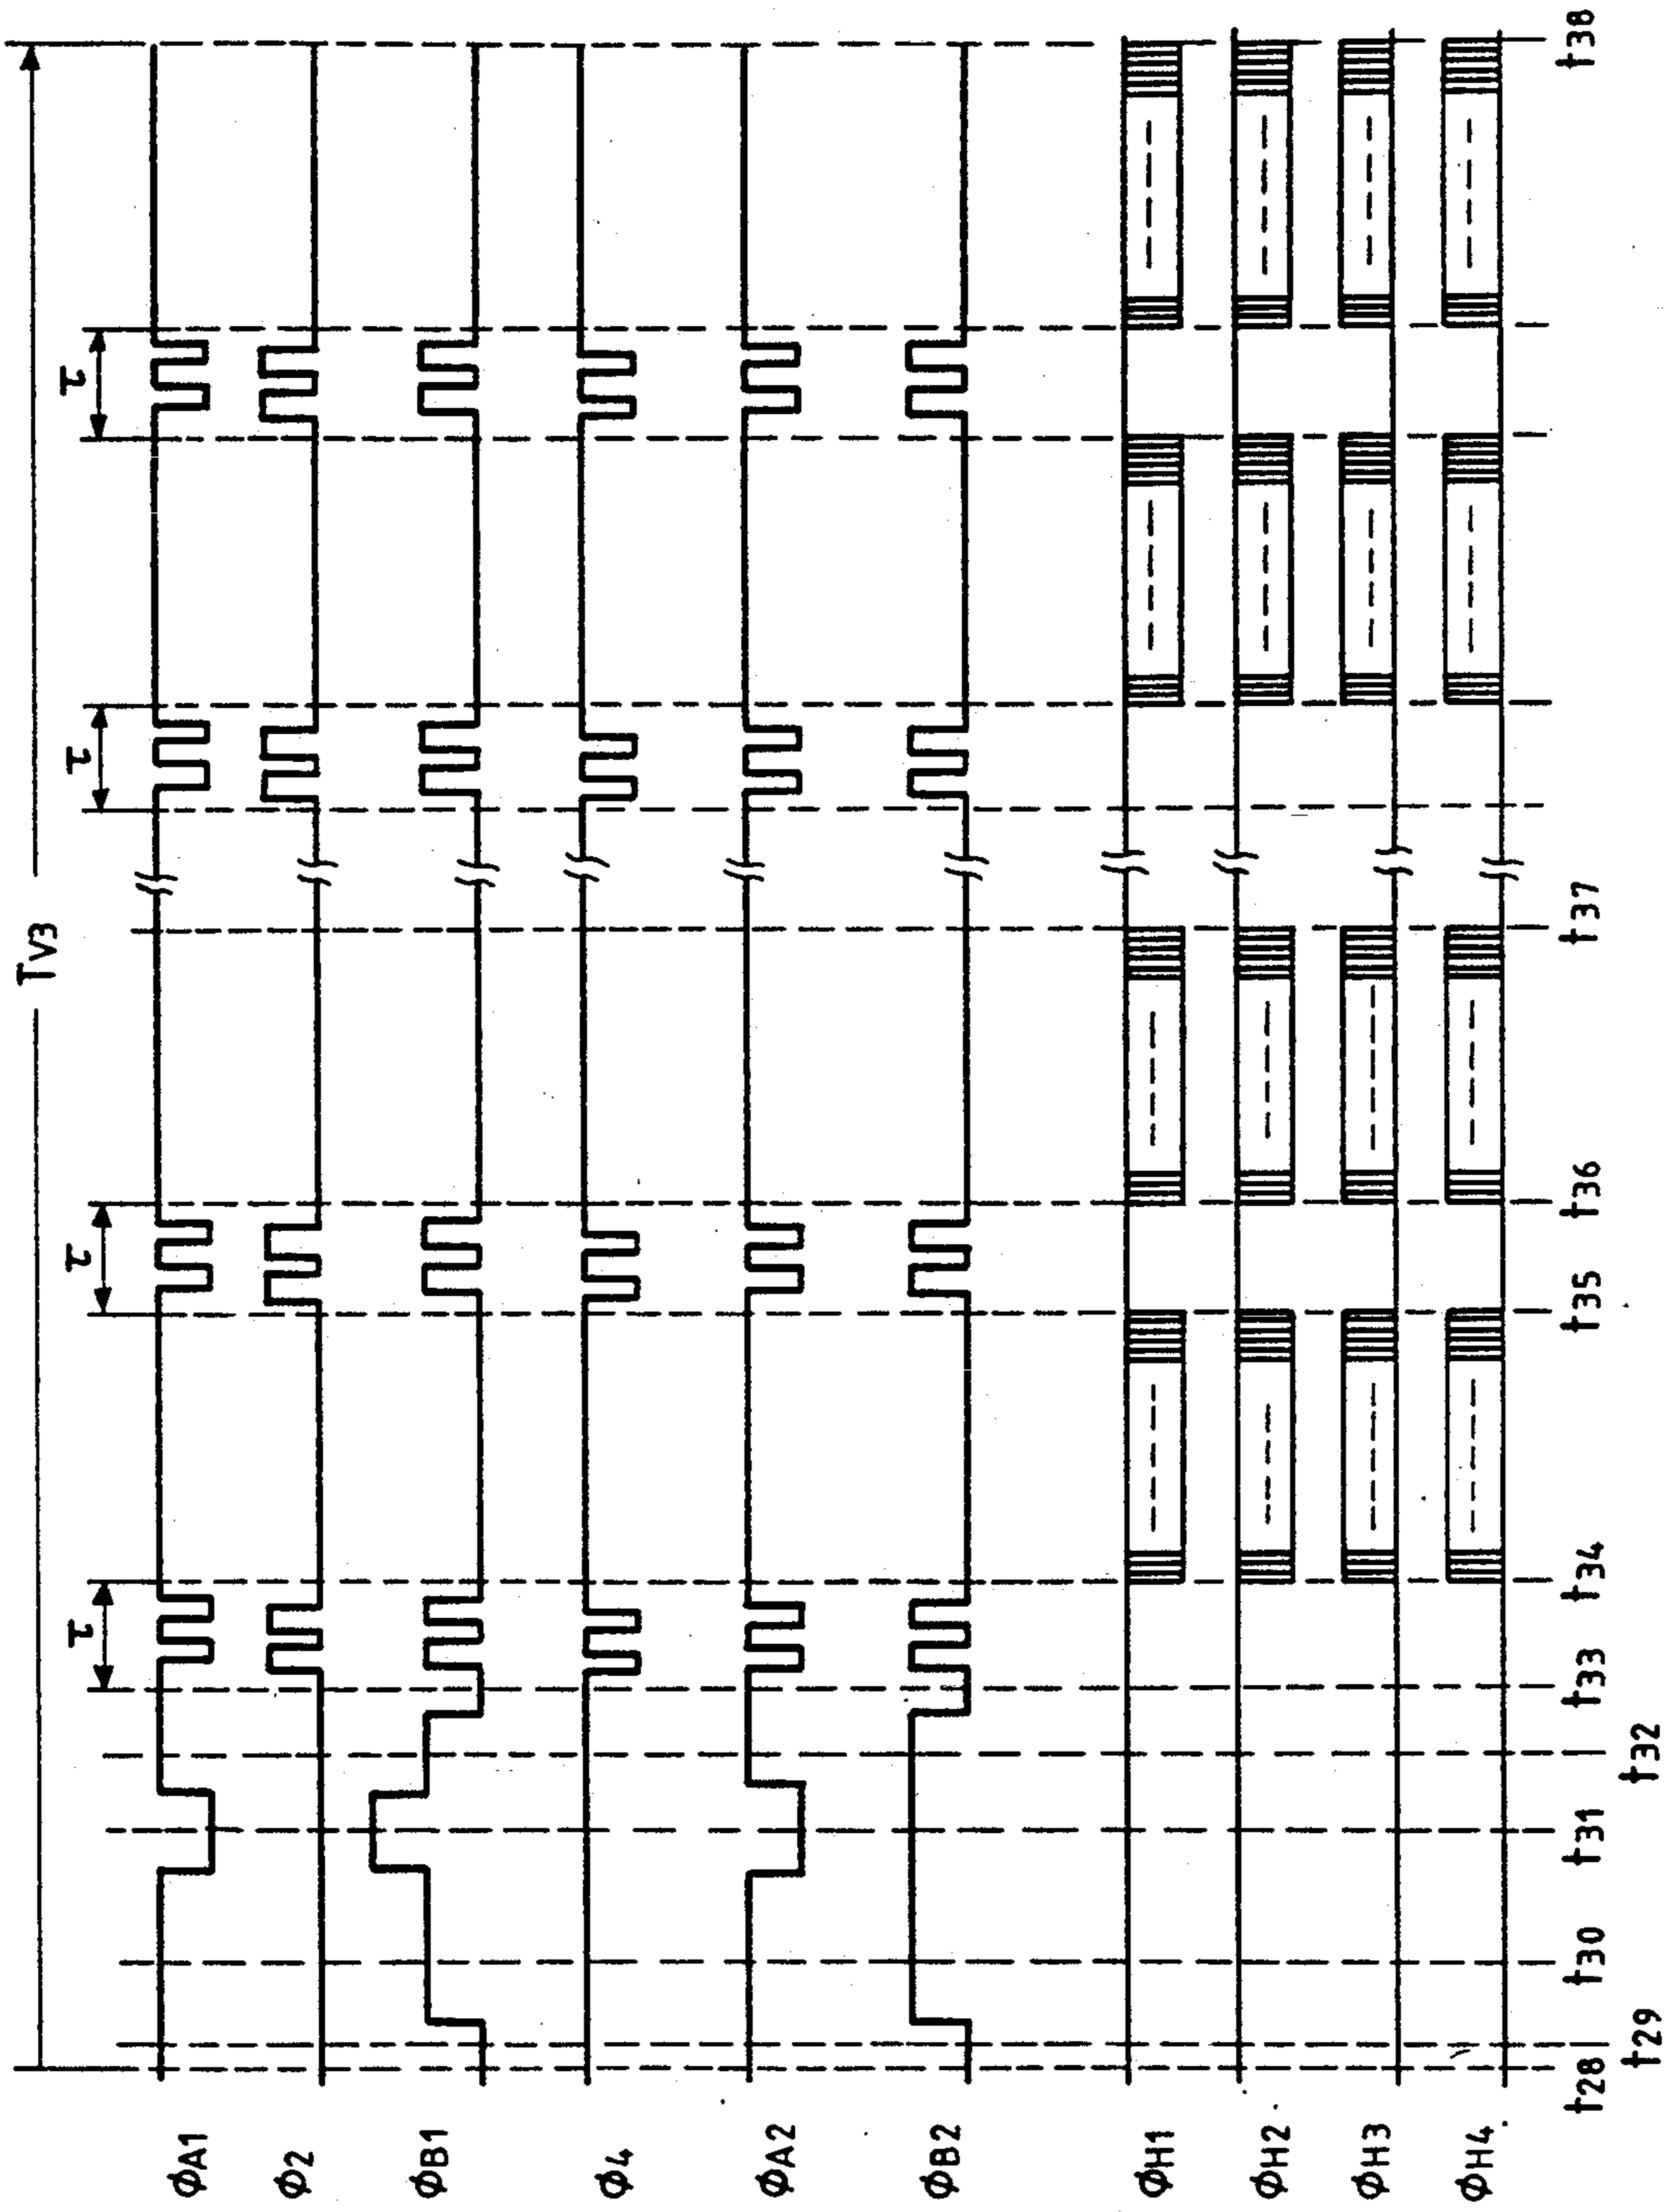 TV3
τ τ τ τ
ΦA1
Φ2
ΦB1
Φ4
ΦA2
ΦB2
ΦH1
ΦH2
ΦH3
ΦH4
t28 t29 t30 t31 t32 t33 t34 t35 t36 t37 t38